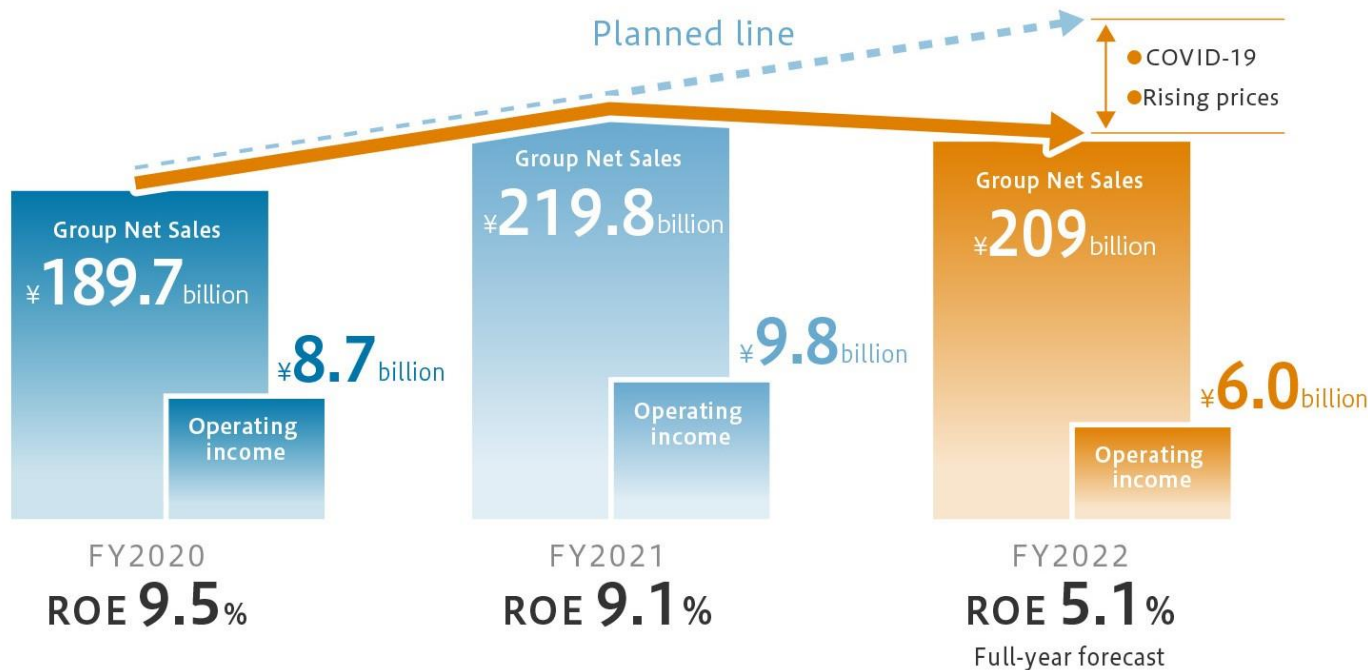 Planned line
●COVID-19
●Rising prices
Group Net Sales
¥189.7billion
¥8.7billion
Operating
income
FY2020
ROE 9.5%
Group Net Sales
¥219.8billion
¥9.8billion
Operating
income
FY2021
ROE 9.1%
Group Net Sales
¥209billion
¥6.0billion
Operating
income
FY2022
ROE 5.1%
Full-year forecast